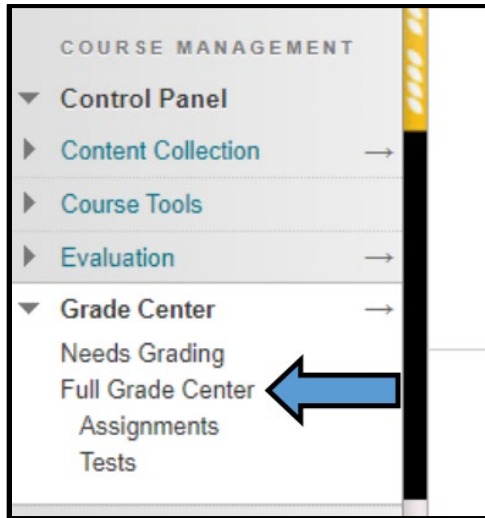 COURSE MANAGEMENT
Control Panel
Content Collection
Course Tools
Evaluation
Grade Center
Needs Grading
Full Grade Center
Assignments
Tests